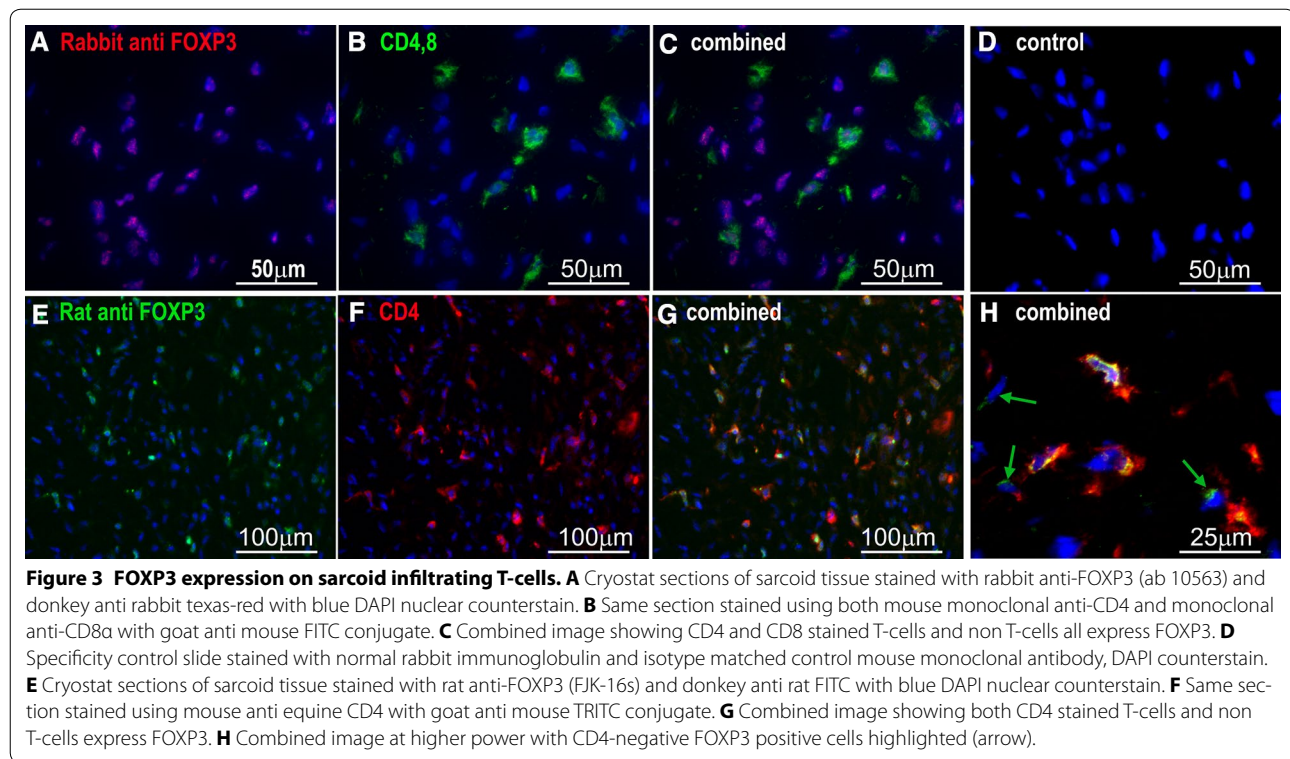 A Rabbit anti FOXP3
B CD4,8
C combined
D control
50µm
50µm
50µm
50µm
E Rat anti FOXP3
F CD4
G combined
H combined
100µm
100µm
100µm
25µm
Figure 3 FOXP3 expression on sarcoid infiltrating T-cells. A Cryostat sections of sarcoid tissue stained with rabbit anti-FOXP3 (ab 10563) and
donkey anti rabbit texas-red with blue DAPI nuclear counterstain. B Same section stained using both mouse monoclonal anti-CD4 and monoclonal
anti-CD8α with goat anti mouse FITC conjugate. C Combined image showing CD4 and CD8 stained T-cells and non T-cells all express FOXP3. D
Specificity control slide stained with normal rabbit immunoglobulin and isotype matched control mouse monoclonal antibody, DAPI counterstain.
E Cryostat sections of sarcoid tissue stained with rat anti-FOXP3 (FJK-16s) and donkey anti rat FITC with blue DAPI nuclear counterstain. F Same sec-
tion stained using mouse anti equine CD4 with goat anti mouse TRITC conjugate. G Combined image showing both CD4 stained T-cells and non
T-cells express FOXP3. H Combined image at higher power with CD4-negative FOXP3 positive cells highlighted (arrow).